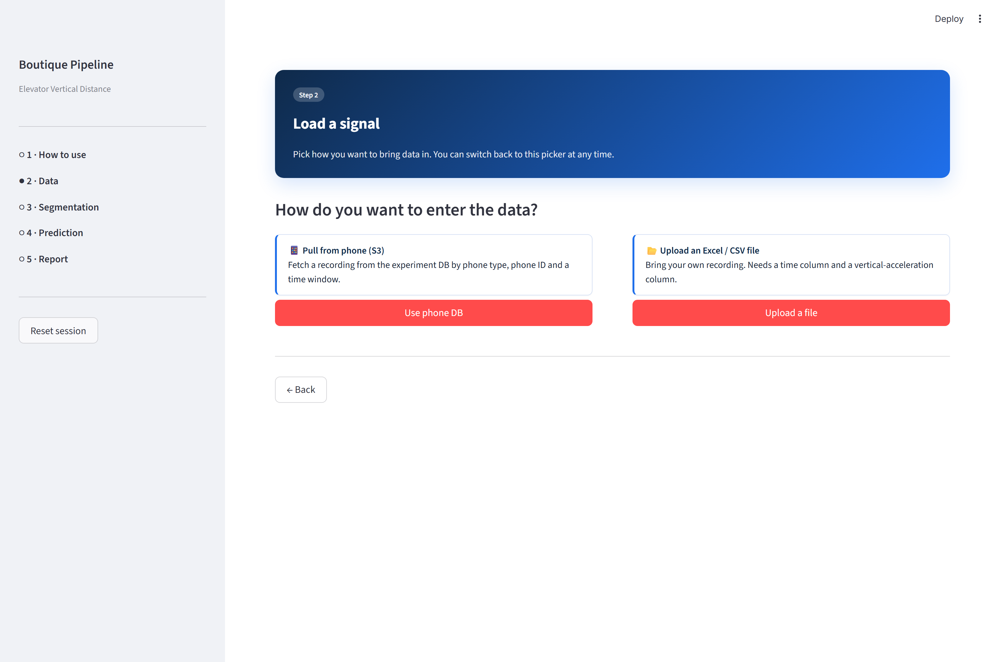 Deploy
Boutique Pipeline
Elevator Vertical Distance
1 · How to use
2 · Data
3 · Segmentation
4 · Prediction
5 · Report
Reset session
Step 2
Load a signal
Pick how you want to bring data in. You can switch back to this picker at any time.
How do you want to enter the data?
Pull from phone (S3)
Fetch a recording from the experiment DB by phone type, phone ID and a
time window.
Use phone DB
Upload an Excel / CSV file
Bring your own recording. Needs a time column and a vertical-acceleration
column.
Upload a file
← Back